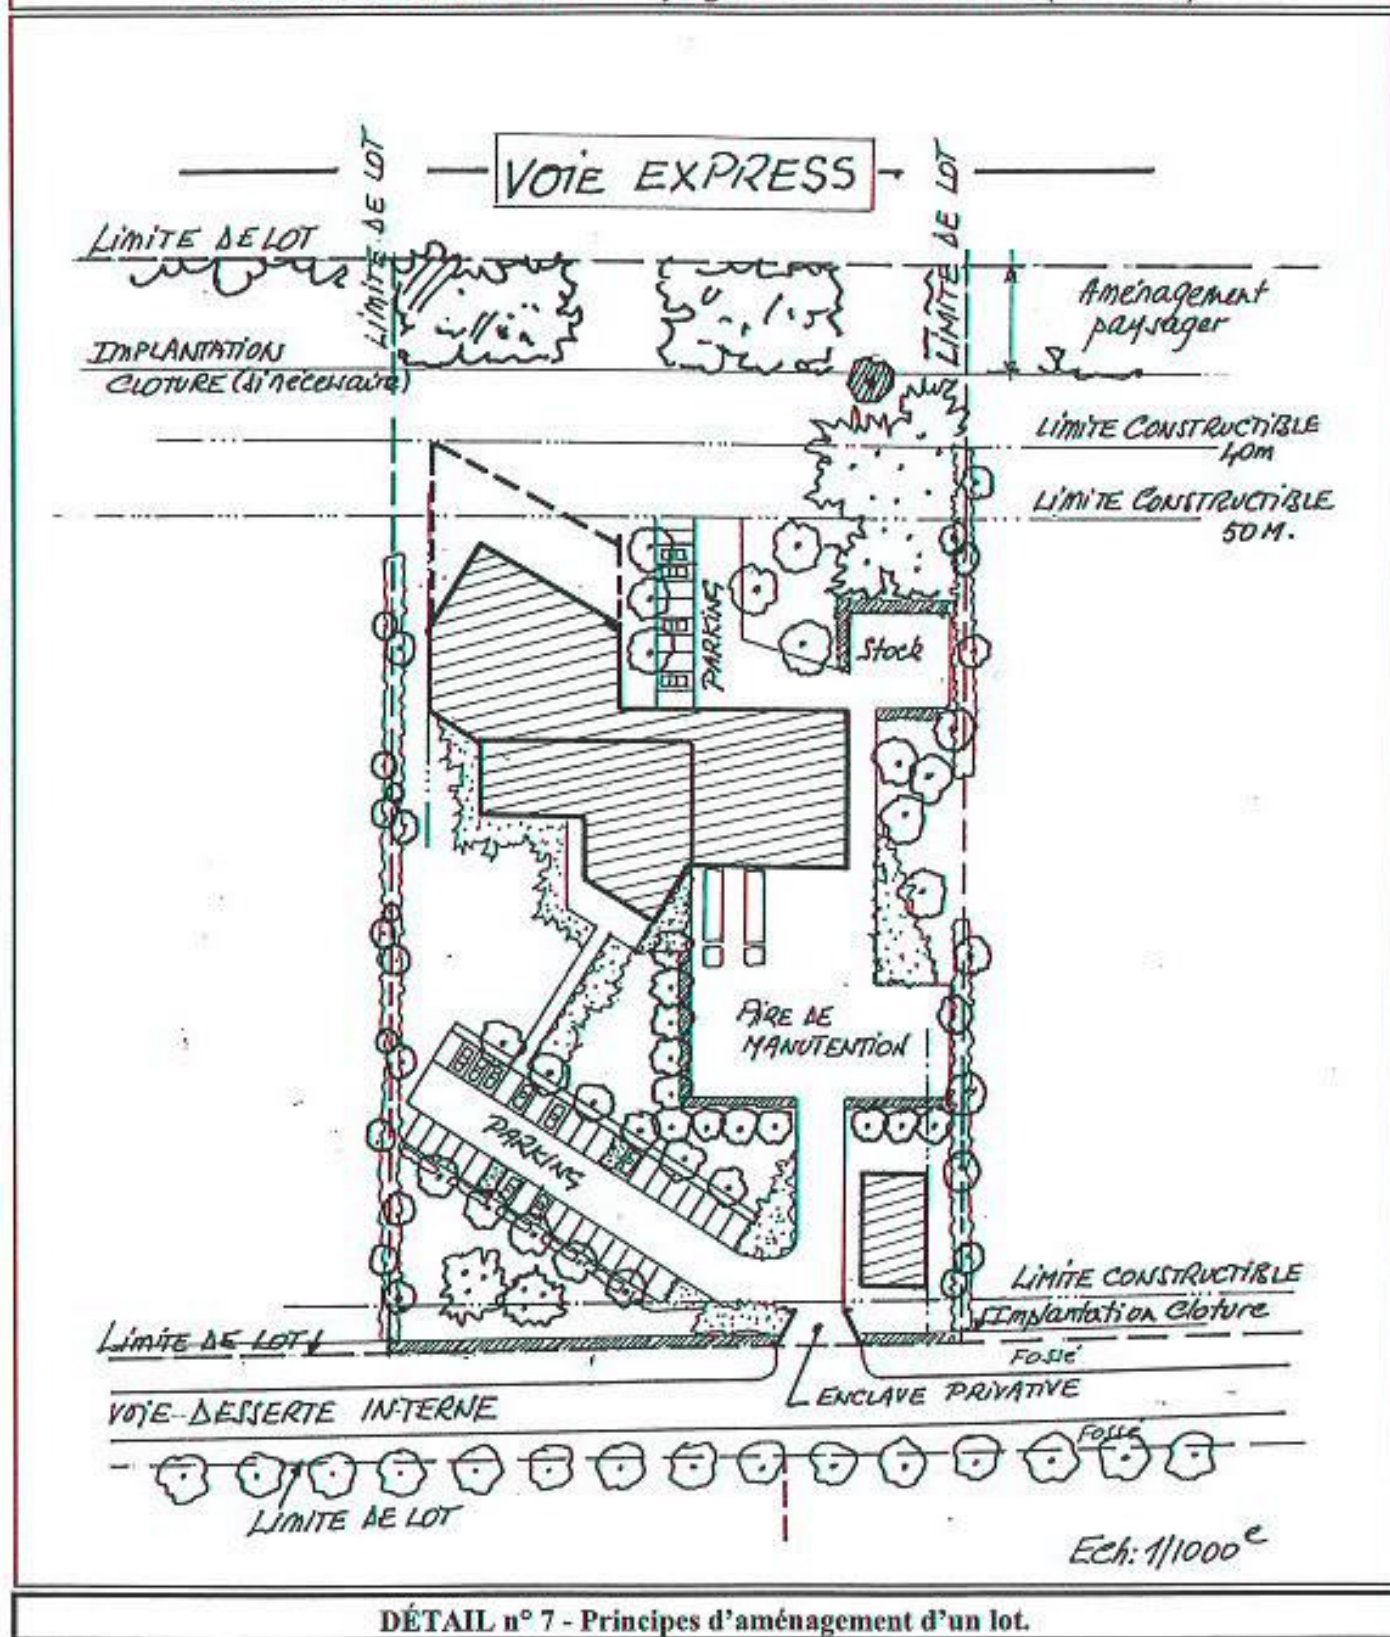 VOIE EXPRESS
LIMITE DE LOT
LIMITE DE LOT
LIMITE DE LOT
Aménagement
paysager
IMPLANTATION
CLOTURE (si nécessaire)
LIMITE CONSTRUCTIBLE
40m
LIMITE CONSTRUCTIBLE
50 M.
PARKING
Stock
AIRE DE
MANUTENTION
PARKING
LIMITE CONSTRUCTIBLE
Implantation Cloture
LIMITE DE LOT
FOSSÉ
ENCLAVE PRIVATIVE
VOIE-DESSERTE INTERNE
FOSSÉ
LIMITE DE LOT
Ech: 1/1000e
DÉTAIL n° 7 - Principes d'aménagement d'un lot.